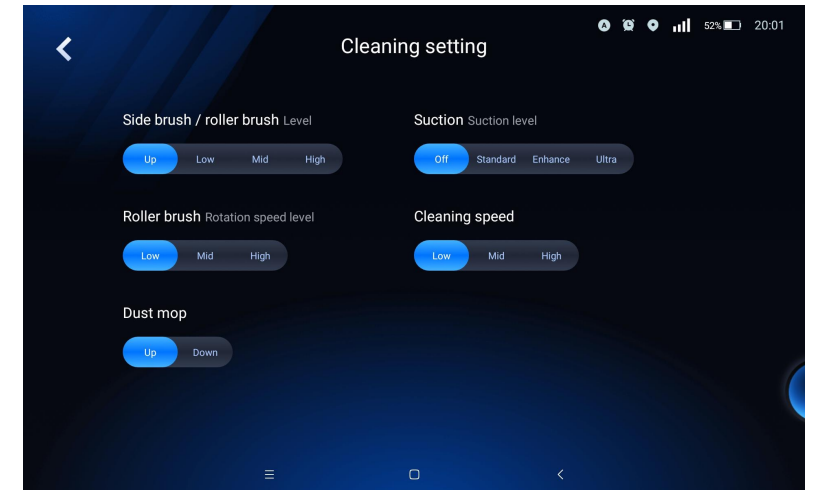 A 52% 20:01
Cleaning setting
Side brush / roller brush Level
Up Low Mid High
Suction Suction level
Off Standard Enhance Ultra
Roller brush Rotation speed level
Low Mid High
Cleaning speed
Low Mid High
Dust mop
Up Down